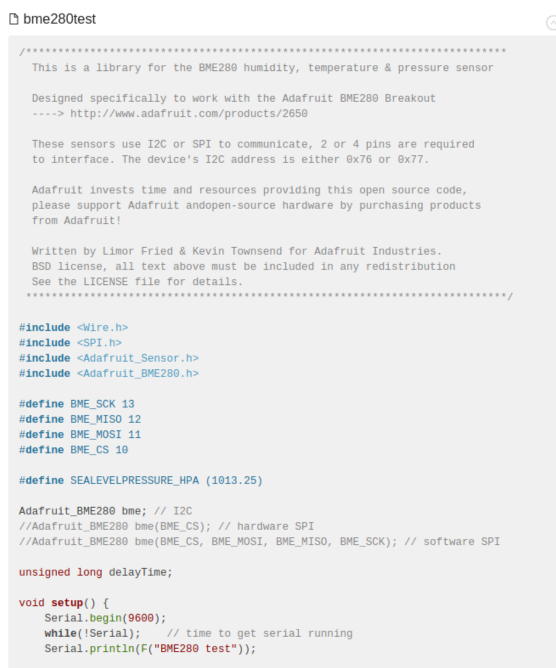 bme280test
/***************************************************************************
This is a library for the BME280 humidity, temperature & pressure sensor
Designed specifically to work with the Adafruit BME280 Breakout
----> http://www.adafruit.com/products/2650
These sensors use I2C or SPI to communicate, 2 or 4 pins are required
to interface. The device's I2C address is either 0x76 or 0x77.
Adafruit invests time and resources providing this open source code,
please support Adafruit andopen-source hardware by purchasing products
from Adafruit!
Written by Limor Fried & Kevin Townsend for Adafruit Industries.
BSD license, all text above must be included in any redistribution
See the LICENSE file for details.
***************************************************************************/
#include <Wire.h>
#include <SPI.h>
#include <Adafruit_Sensor.h>
#include <Adafruit_BME280.h>
#define BME_SCK 13
#define BME_MISO 12
#define BME_MOSI 11
#define BME_CS 10
#define SEALEVELPRESSURE_HPA (1013.25)
Adafruit_BME280 bme; // I2C
//Adafruit_BME280 bme(BME_CS); // hardware SPI
//Adafruit_BME280 bme(BME_CS, BME_MOSI, BME_MISO, BME_SCK); // software SPI
unsigned long delayTime;
void setup() {
Serial.begin(9600);
while(!Serial);    // time to get serial running
Serial.println(F("BME280 test"));